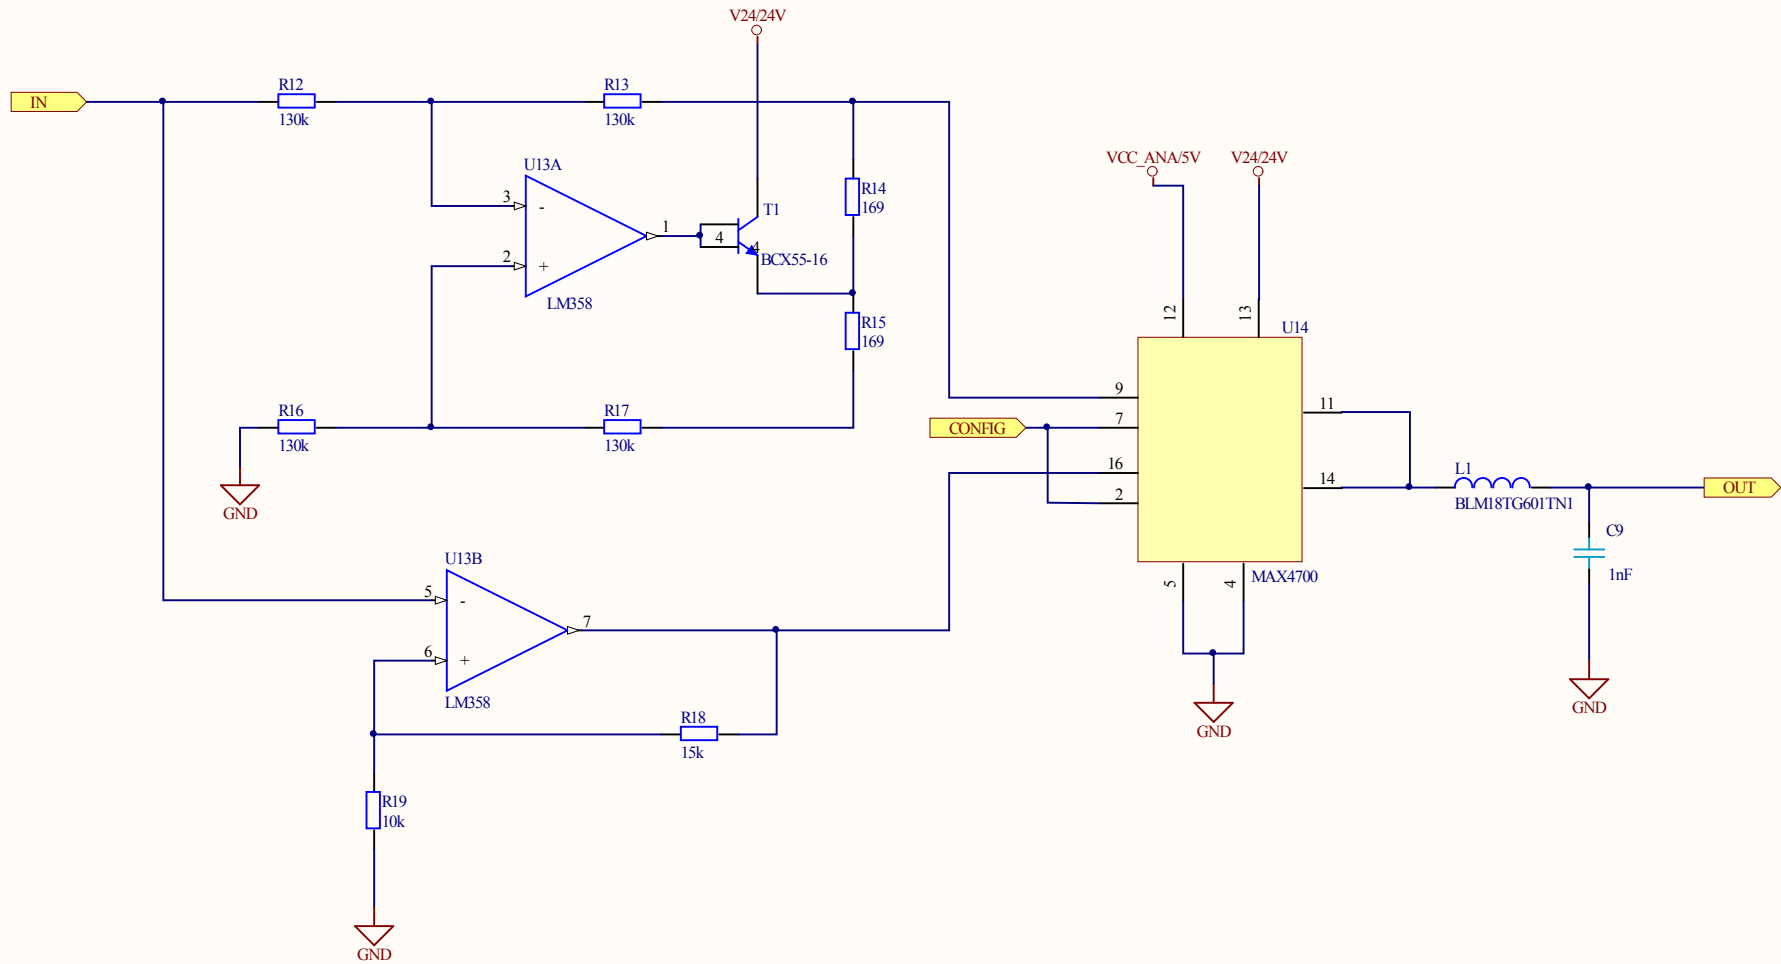 V24/24V
IN
R12
130k
R13
130k
U13A
3
-
2
+
1
LM358
4
4
T1
BCX55-16
R14
169
R15
169
R16
130k
R17
130k
GND
VCC_ANA/5V
V24/24V
12
13
U14
9
7
16
2
11
14
5
4
MAX4700
CONFIG
GND
L1
BLM18TG601TN1
OUT
C9
1nF
GND
U13B
5
-
6
+
7
LM358
R18
15k
R19
10k
GND